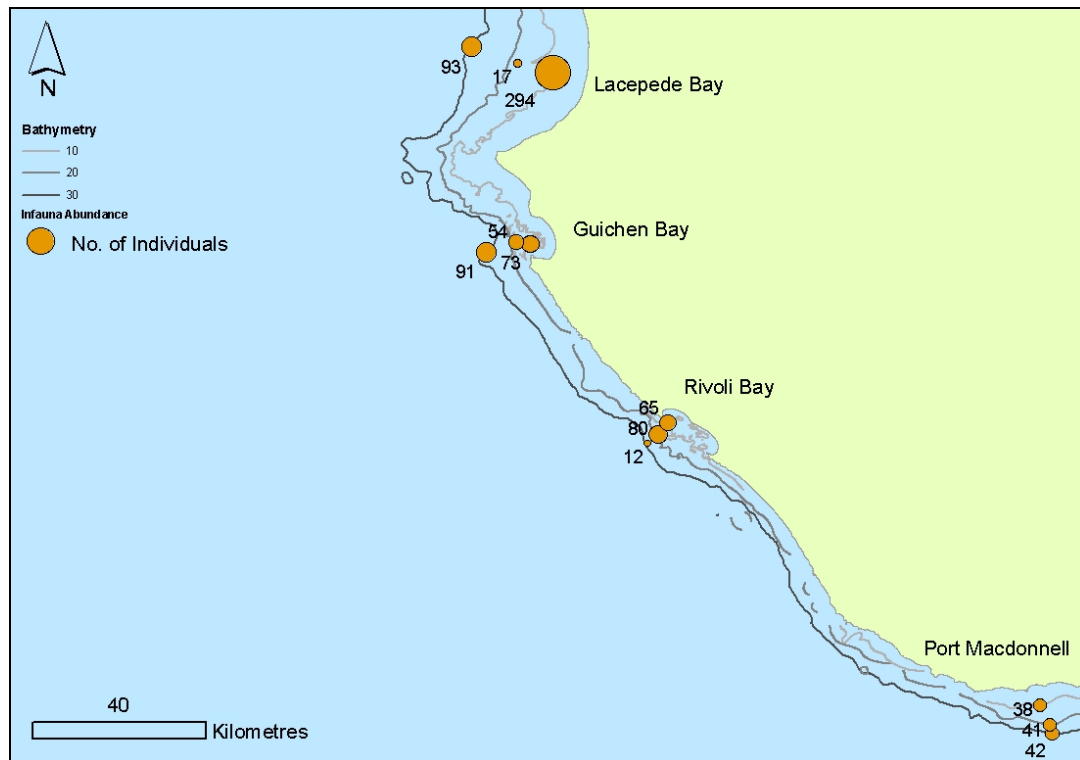 93
17
294
Lacepede Bay
N
Bathymetry
10
20
30
Infauna Abundance
No. of Individuals
54
73
91
Guichen Bay
Rivoli Bay
65
80
12
Port Macdonnell
38
41
42
40
Kilometres